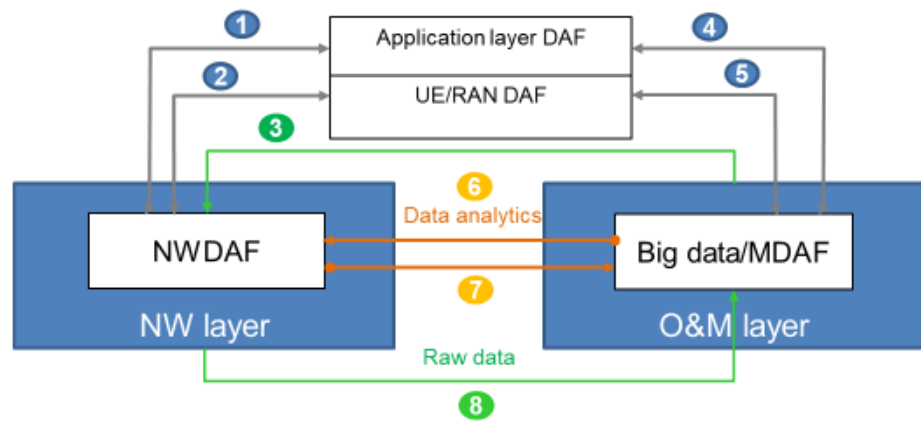 1
Application layer DAF
4
2
UE/RAN DAF
5
3
6
Data analytics
NWDAF
Big data/MDAF
7
NW layer
O&M layer
Raw data
8